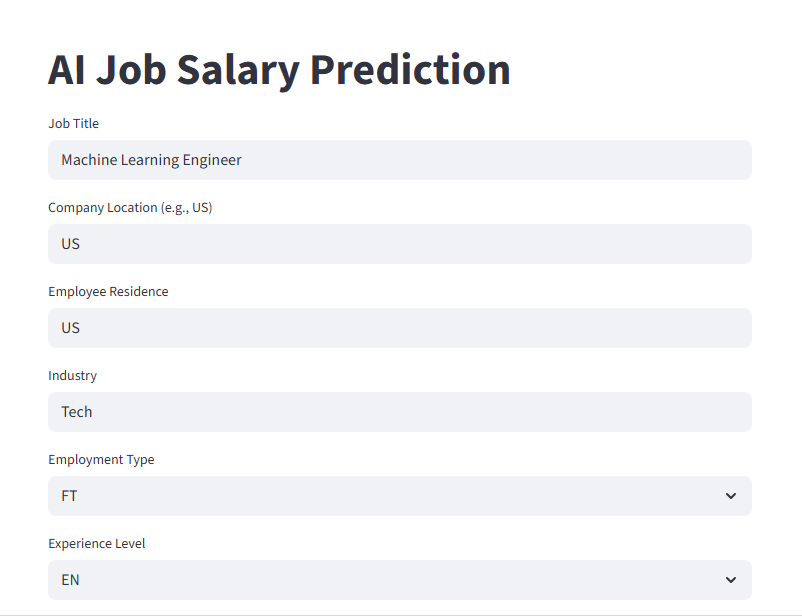 AI Job Salary Prediction
Job Title
Machine Learning Engineer
Company Location (e.g., US)
US
Employee Residence
US
Industry
Tech
Employment Type
FT
Experience Level
EN